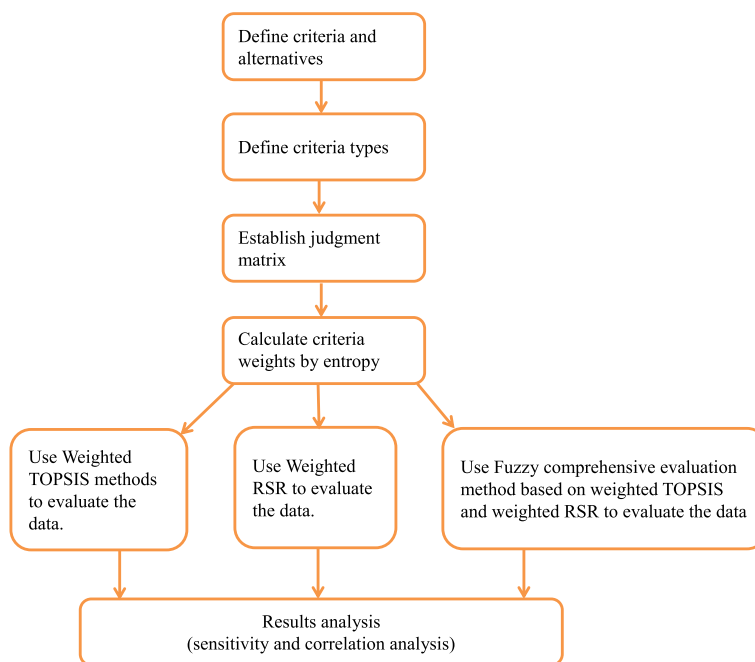 Define criteria and
alternatives
Define criteria types
Establish judgment
matrix
Calculate criteria
weights by entropy
Use Weighted
TOPSIS methods
to evaluate the
data.
Use Weighted
RSR to evaluate
the data.
Use Fuzzy comprehensive evaluation
method based on weighted TOPSIS
and weighted RSR to evaluate the data
Results analysis
(sensitivity and correlation analysis)